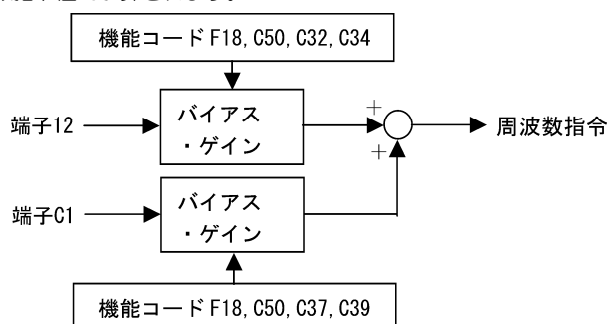 機能コード F18, C50, C32, C34
端子12
バイアス
・ゲイン
+
+
周波数指令
端子C1
バイアス
・ゲイン
機能コード F18, C50, C37, C39